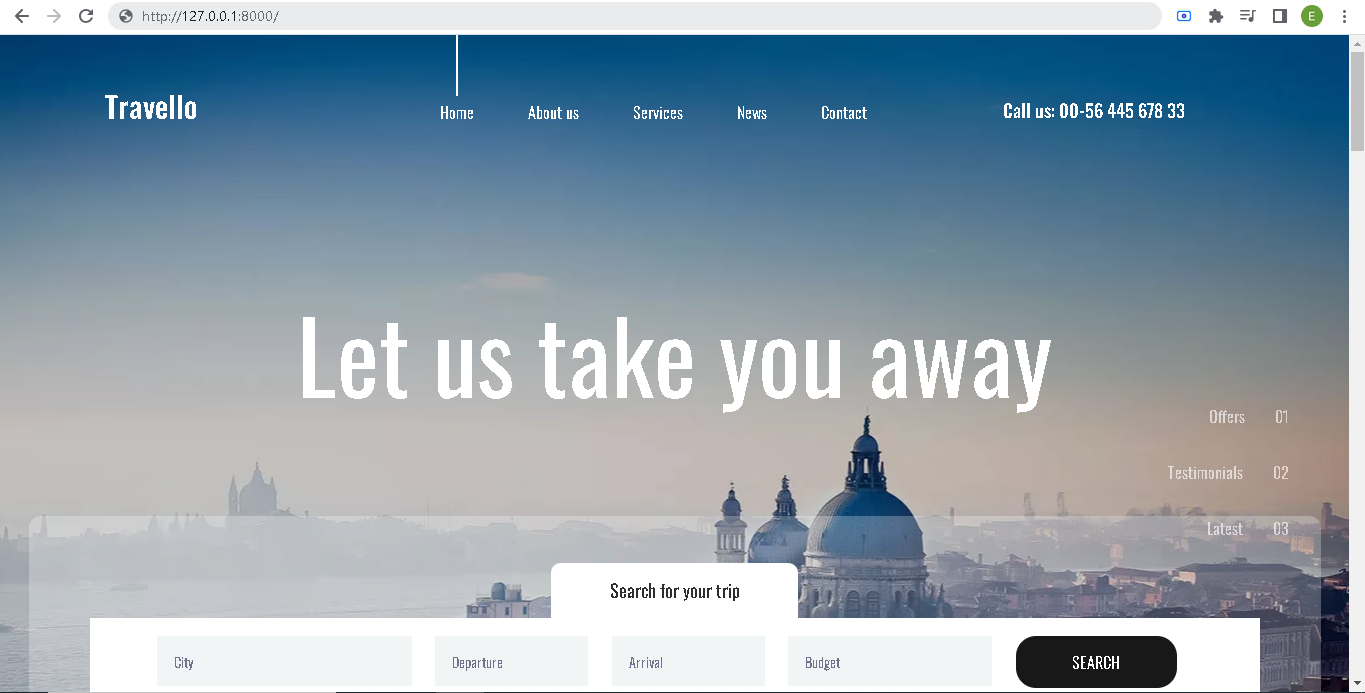 http://127.0.0.1:8000/
E
Travello
Home About us Services News Contact
Call us: 00-56 445 678 33
Let us take you away
Offers 01
Testimonials 02
Latest 03
Search for your trip
City Departure Arrival Budget SEARCH